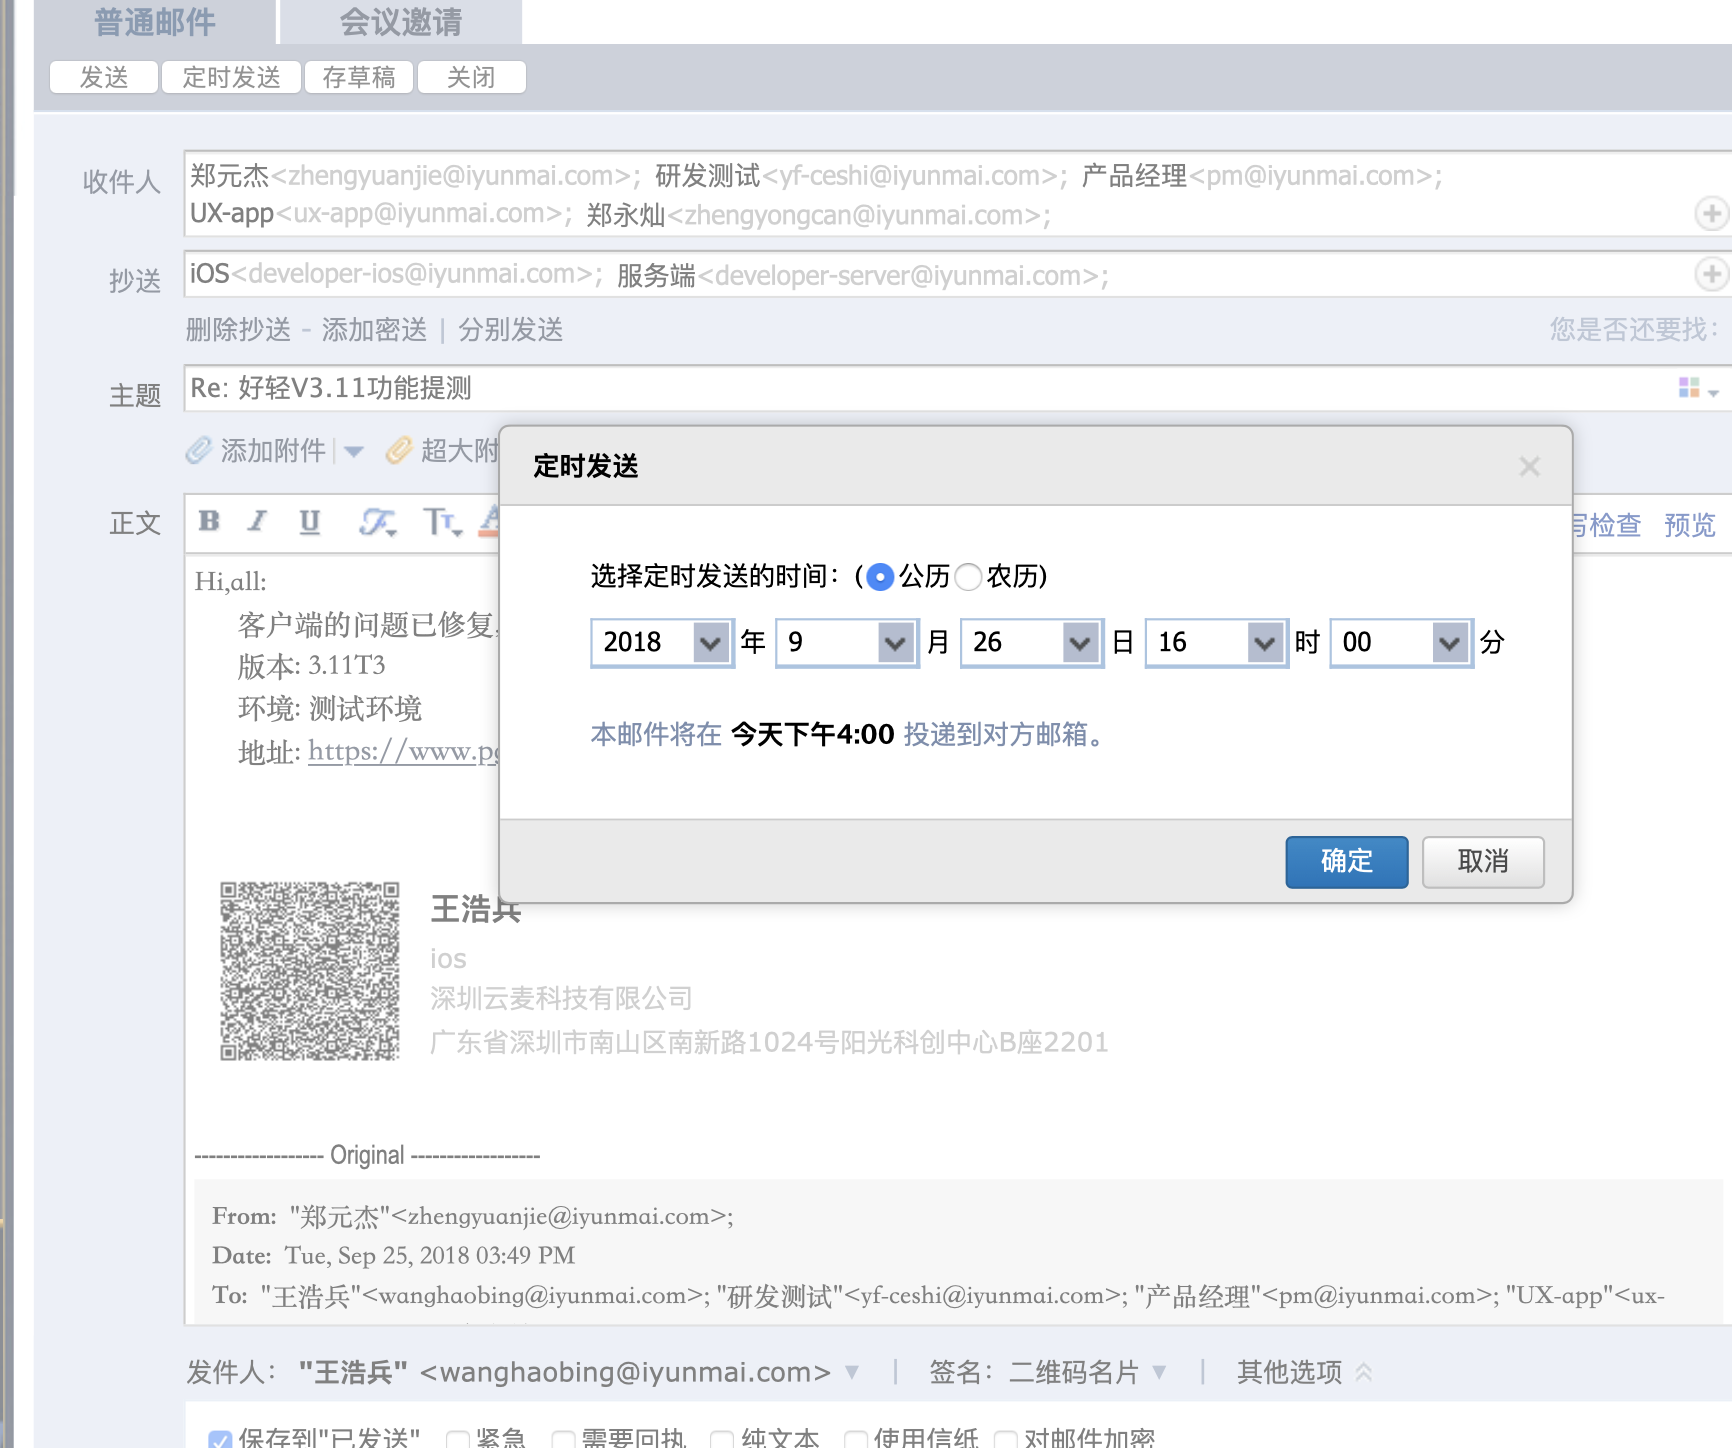 普通邮件 会议邀请
发送 定时发送 存草稿 关闭
收件人 郑元杰<zhengyuanjie@iyunmai.com>; 研发测试<yf-ceshi@iyunmai.com>; 产品经理<pm@iyunmai.com>;
UX-app<ux-app@iyunmai.com>; 郑永灿<zhengyongcan@iyunmai.com>;
抄送 iOS<developer-ios@iyunmai.com>; 服务端<developer-server@iyunmai.com>;
删除抄送 - 添加密送 | 分别发送 您是否还要找:
主题 Re: 好轻V3.11功能提测
添加附件 超大附
定时发送
正文 B I U 写检查 预览
Hi,all:
选择定时发送的时间：(公历 农历)
客户端的问题已修复
2018 年 9 月 26 日 16 时 00 分
版本: 3.11T3
环境: 测试环境
本邮件将在 今天下午4:00 投递到对方邮箱。
地址: https://www.pg
确定 取消
王浩兵
ios
深圳云麦科技有限公司
广东省深圳市南山区南新路1024号阳光科创中心B座2201
------------------ Original ------------------
From: "郑元杰"<zhengyuanjie@iyunmai.com>;
Date: Tue, Sep 25, 2018 03:49 PM
To: "王浩兵"<wanghaobing@iyunmai.com>; "研发测试"<yf-ceshi@iyunmai.com>; "产品经理"<pm@iyunmai.com>; "UX-app"<ux-
发件人： "王浩兵" <wanghaobing@iyunmai.com> | 签名：二维码名片 | 其他选项
保存到"已发送" 紧急 需要回执 纯文本 使用信纸 对邮件加密